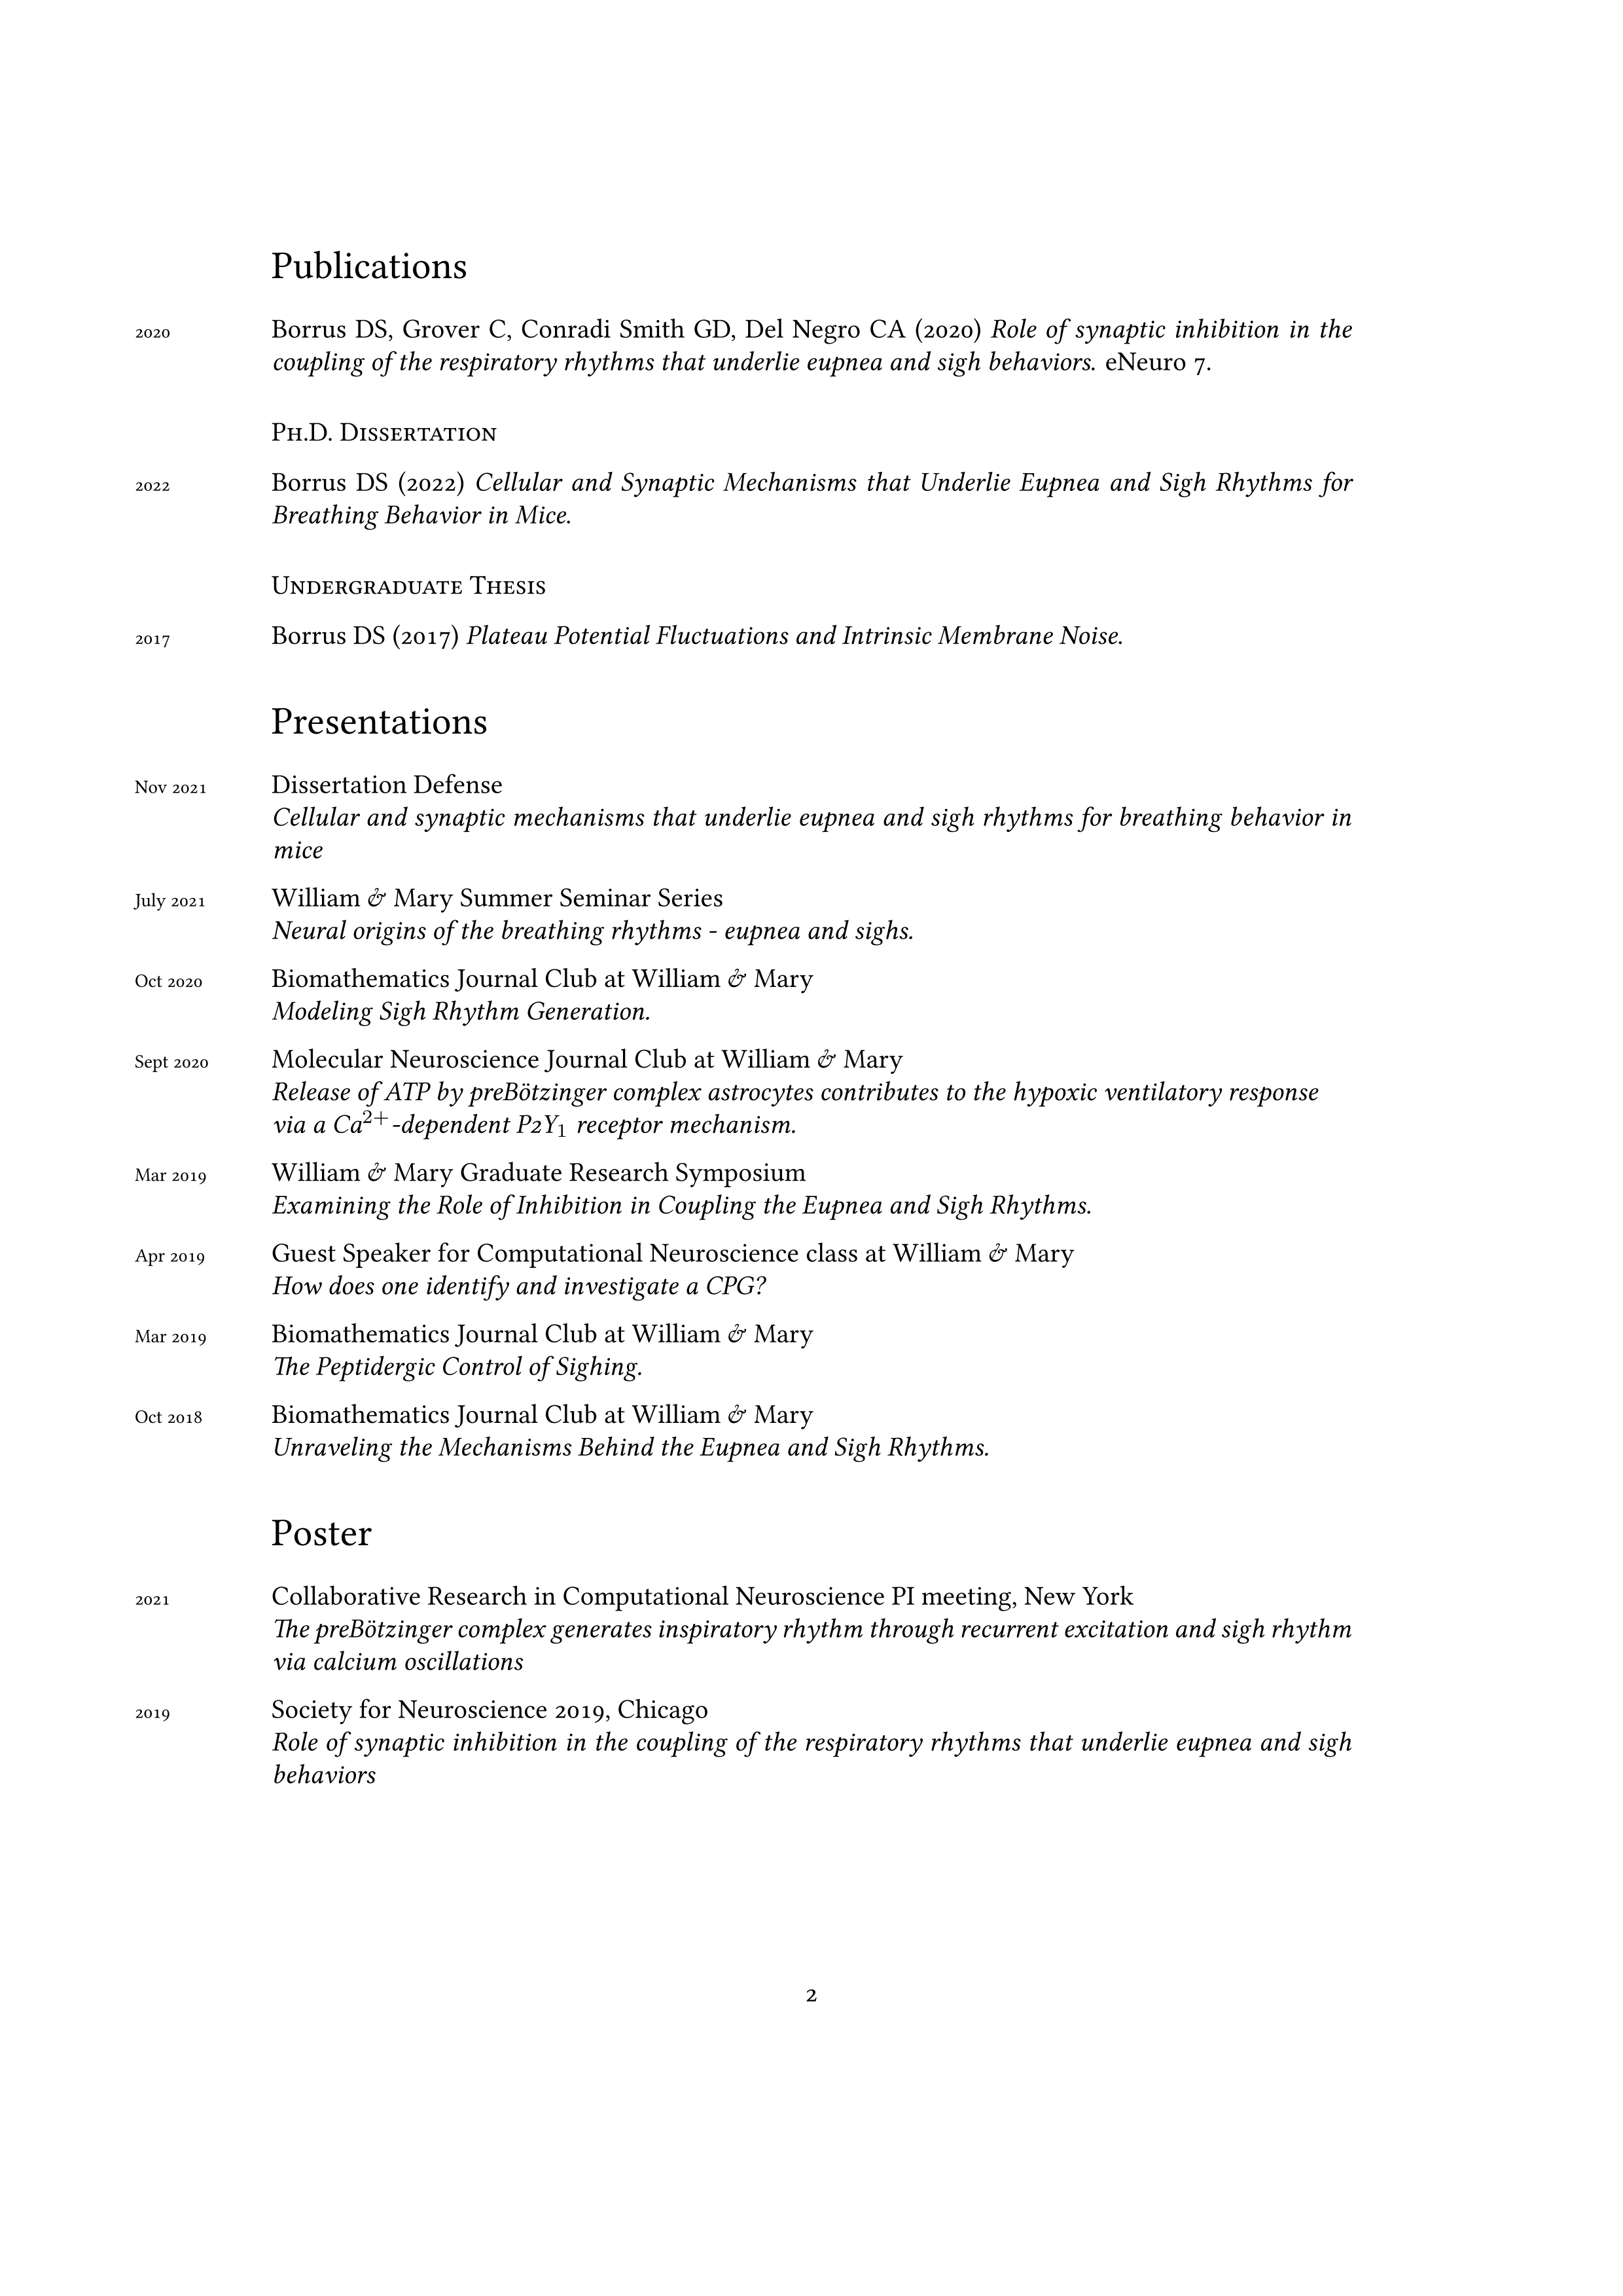 Publications
2020 Borrus DS, Grover C, Conradi Smith GD, Del Negro CA (2020) Role of synaptic inhibition in the
coupling of the respiratory rhythms that underlie eupnea and sigh behaviors. eNeuro 7.
Ph.D. Dissertation
2022 Borrus DS (2022) Cellular and Synaptic Mechanisms that Underlie Eupnea and Sigh Rhythms for
Breathing Behavior in Mice.
Undergraduate Thesis
2017 Borrus DS (2017) Plateau Potential Fluctuations and Intrinsic Membrane Noise.
Presentations
Nov 2021 Dissertation Defense
Cellular and synaptic mechanisms that underlie eupnea and sigh rhythms for breathing behavior in
mice
July 2021 William & Mary Summer Seminar Series
Neural origins of the breathing rhythms - eupnea and sighs.
Oct 2020 Biomathematics Journal Club at William & Mary
Modeling Sigh Rhythm Generation.
Sept 2020 Molecular Neuroscience Journal Club at William & Mary
Release of ATP by preBötzinger complex astrocytes contributes to the hypoxic ventilatory response
via a Ca²⁺-dependent P2Y₁ receptor mechanism.
Mar 2019 William & Mary Graduate Research Symposium
Examining the Role of Inhibition in Coupling the Eupnea and Sigh Rhythms.
Apr 2019 Guest Speaker for Computational Neuroscience class at William & Mary
How does one identify and investigate a CPG?
Mar 2019 Biomathematics Journal Club at William & Mary
The Peptidergic Control of Sighing.
Oct 2018 Biomathematics Journal Club at William & Mary
Unraveling the Mechanisms Behind the Eupnea and Sigh Rhythms.
Poster
2021 Collaborative Research in Computational Neuroscience PI meeting, New York
The preBötzinger complex generates inspiratory rhythm through recurrent excitation and sigh rhythm
via calcium oscillations
2019 Society for Neuroscience 2019, Chicago
Role of synaptic inhibition in the coupling of the respiratory rhythms that underlie eupnea and sigh
behaviors
2